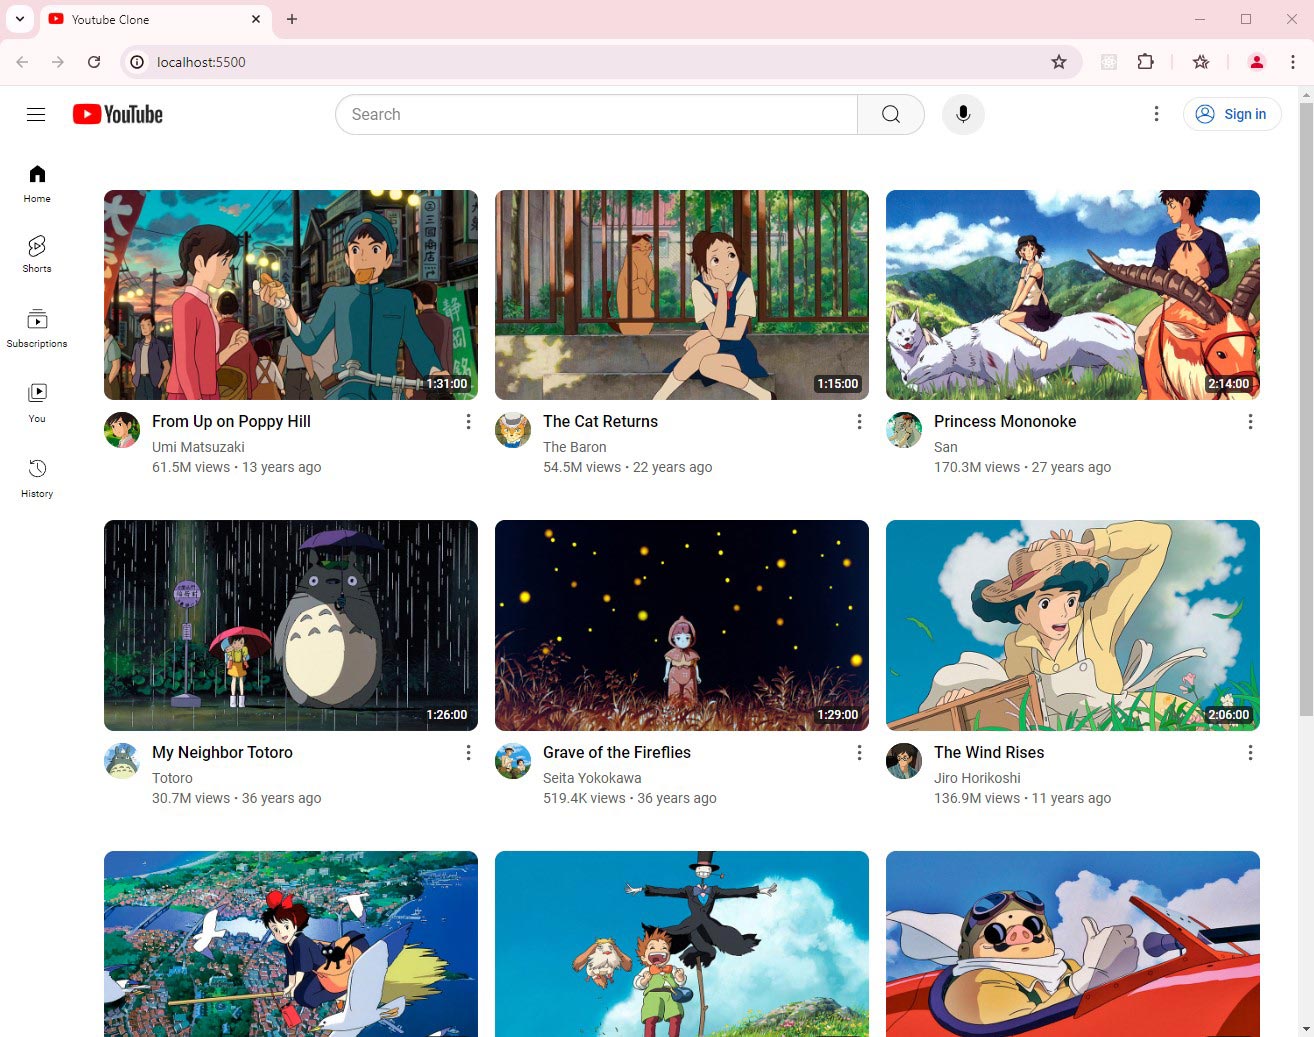 Youtube Clone
localhost:5500
YouTube
Search
Sign in
Home
Shorts
Subscriptions
You
History
1:31:00
From Up on Poppy Hill
Umi Matsuzaki
61.5M views • 13 years ago
1:15:00
The Cat Returns
The Baron
54.5M views • 22 years ago
2:14:00
Princess Mononoke
San
170.3M views • 27 years ago
1:26:00
My Neighbor Totoro
Totoro
30.7M views • 36 years ago
1:29:00
Grave of the Fireflies
Seita Yokokawa
519.4K views • 36 years ago
2:06:00
The Wind Rises
Jiro Horikoshi
136.9M views • 11 years ago